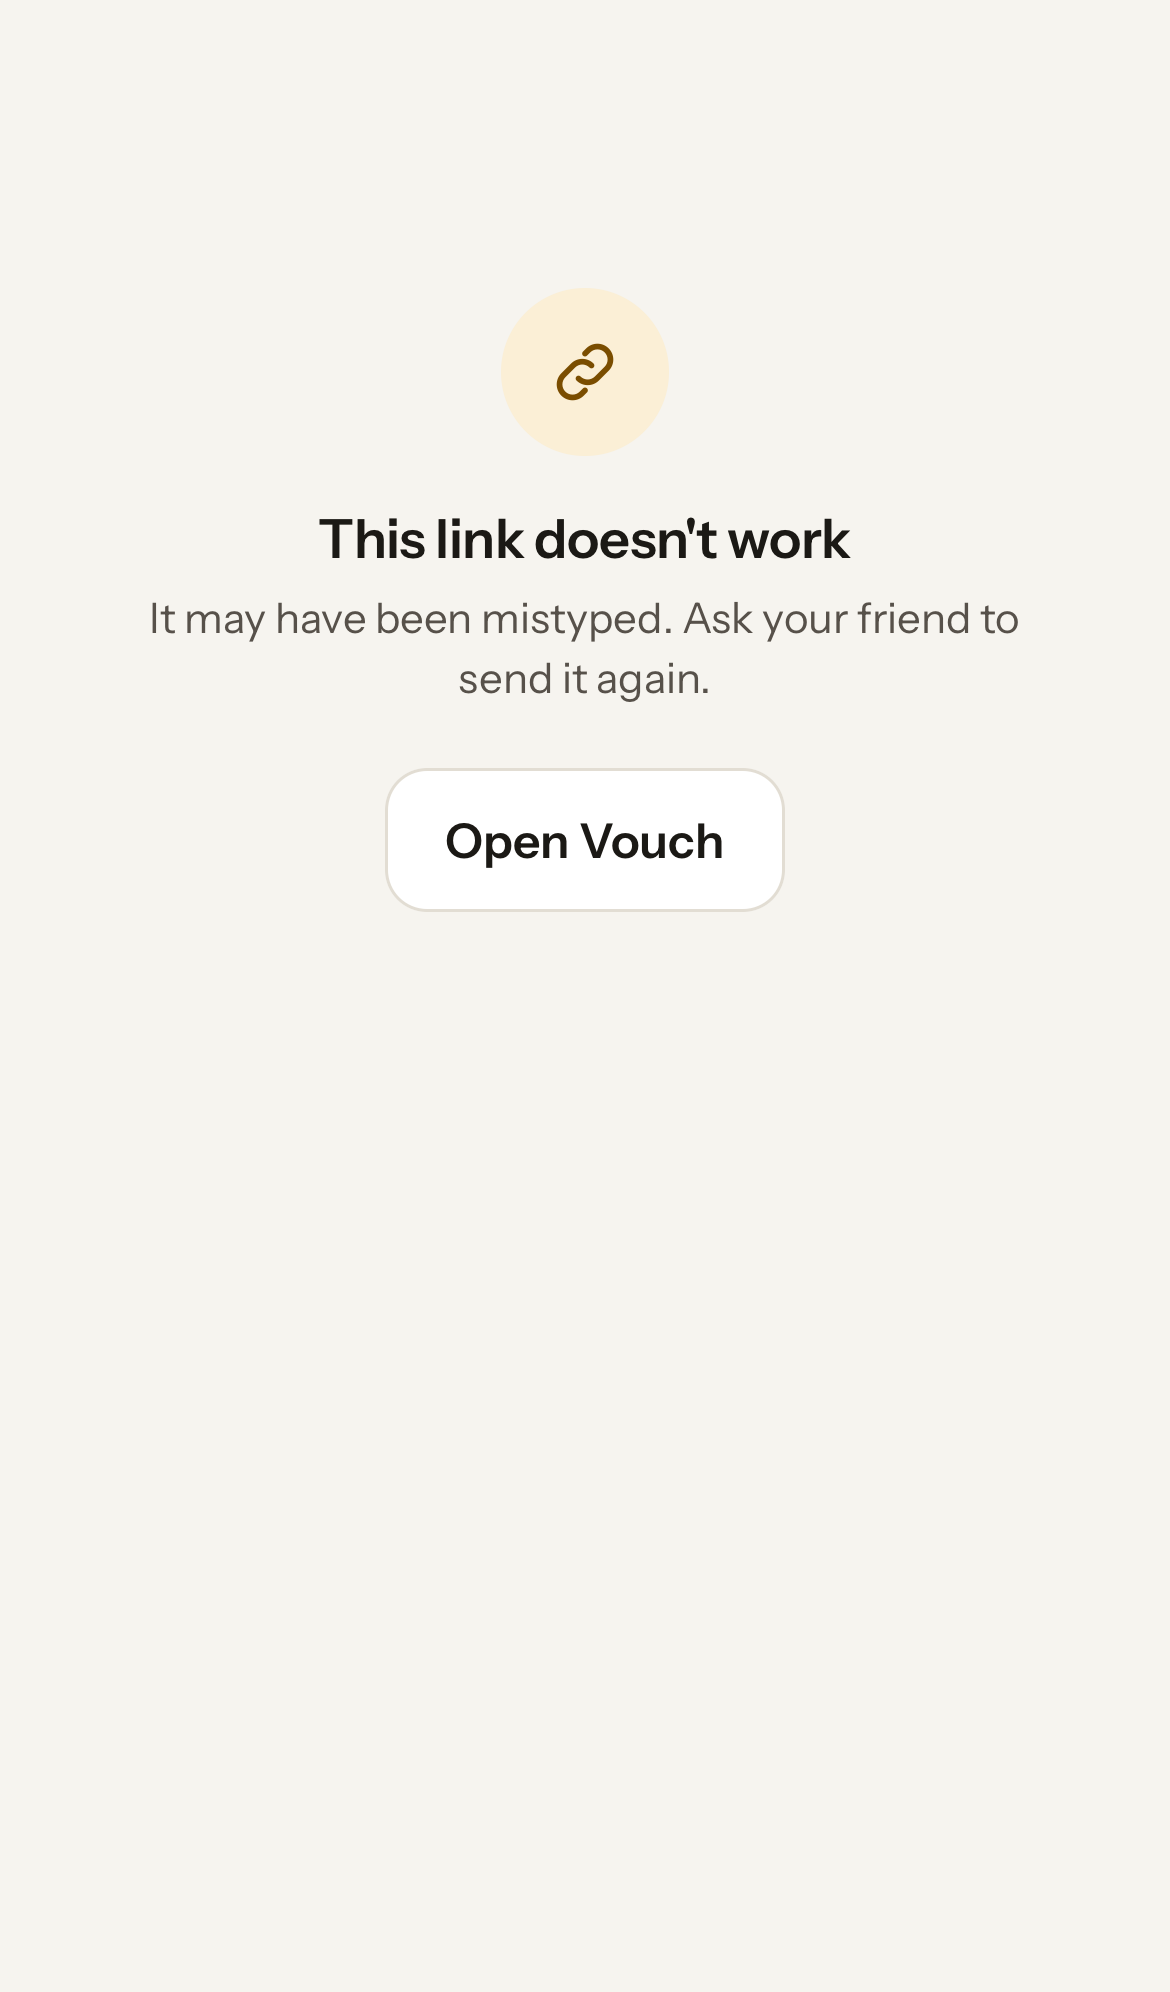 This link doesn't work
It may have been mistyped. Ask your friend to
send it again.
Open Vouch